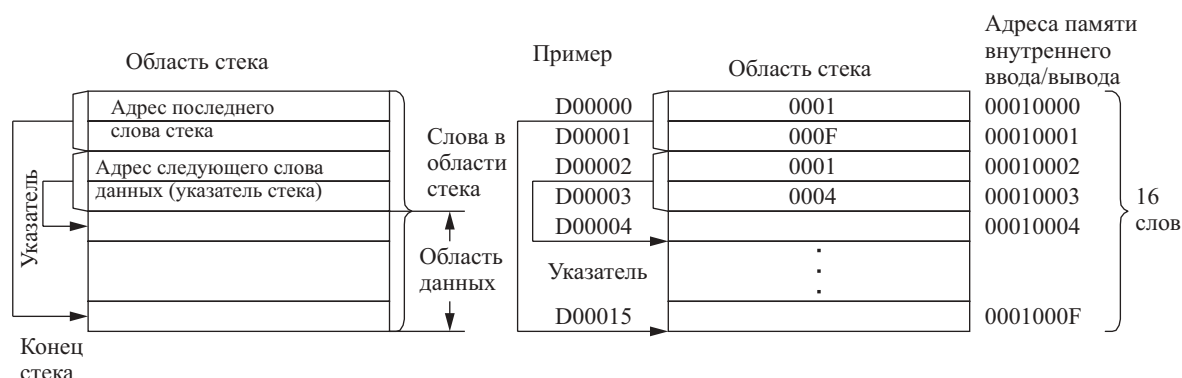 Область стека
Адрес последнего
слова стека
Адрес следующего слова
данных (указатель стека)
Указатель
Конец
стека
Слова в
области
стека
Область
данных
Пример
Область стека
Адреса памяти
внутреннего
ввода/вывода
D00000 0001 00010000
D00001 000F 00010001
D00002 0001 00010002
D00003 0004 00010003
D00004 00010004
Указатель
D00015 0001000F
16
слов